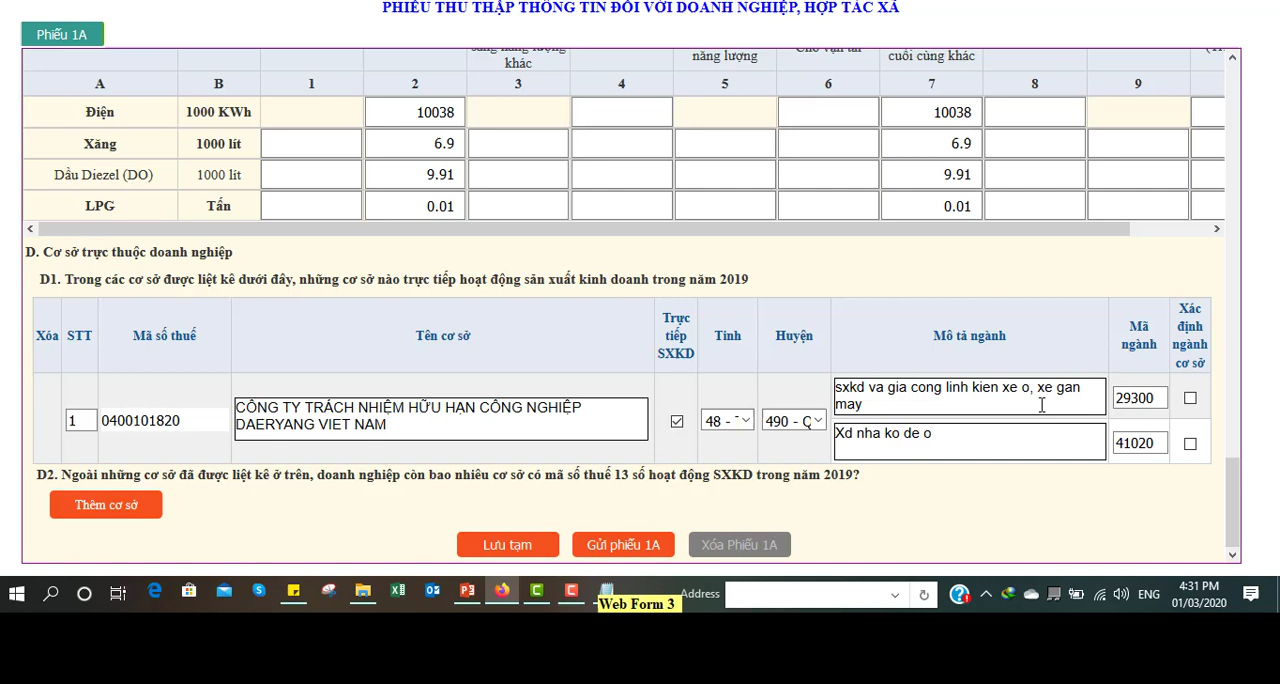 PHIẾU THU THẬP THÔNG TIN ĐỐI VỚI DOANH NGHIỆP, HỢP TÁC XÃ
Phiếu 1A
khác
năng lượng
Cho vận tải
cuối cùng khác
A B 1 2 3 4 5 6 7 8 9
Điện 1000 KWh 10038 10038
Xăng 1000 lít 6.9 6.9
Dầu Diezel (DO) 1000 lít 9.91 9.91
LPG Tấn 0.01 0.01
D. Cơ sở trực thuộc doanh nghiệp
D1. Trong các cơ sở được liệt kê dưới đây, những cơ sở nào trực tiếp hoạt động sản xuất kinh doanh trong năm 2019
Xóa STT Mã số thuế Tên cơ sở Trực tiếp SXKD Tỉnh Huyện Mô tả ngành Mã ngành Xác định ngành cơ sở
1 0400101820 CÔNG TY TRÁCH NHIỆM HỮU HẠN CÔNG NGHIỆP
DAERYANG VIET NAM
48 - 490 - Q
sxkd va gia cong linh kien xe o, xe gan
may
29300
Xd nha ko de o
41020
D2. Ngoài những cơ sở đã được liệt kê ở trên, doanh nghiệp còn bao nhiêu cơ sở có mã số thuế 13 số hoạt động SXKD trong năm 2019?
Thêm cơ sở
Lưu tạm Gửi phiếu 1A Xóa Phiếu 1A
Address ENG 4:31 PM
01/03/2020
Web Form 3